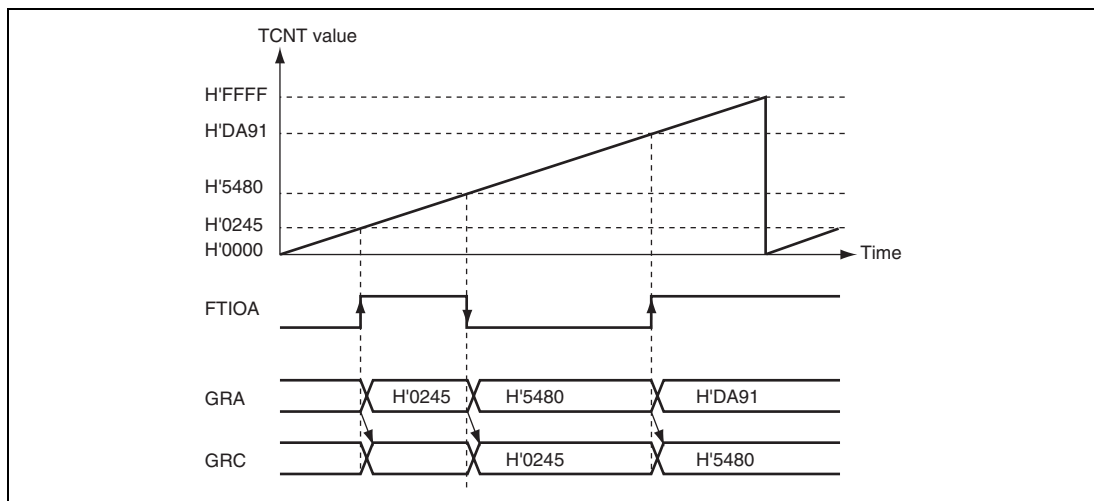 TCNT value
H'FFFF
H'DA91
H'5480
H'0245
H'0000
Time
FTIOA
GRA H'0245 H'5480 H'DA91
GRC H'0245 H'5480